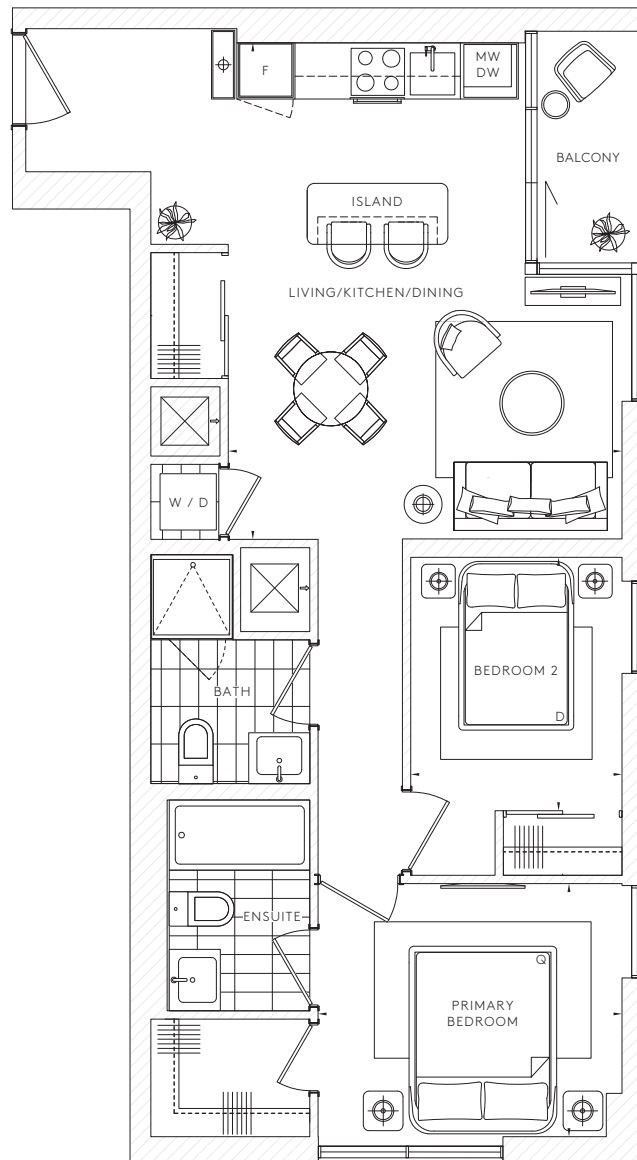 F
MW
DW
BALCONY
ISLAND
LIVING/KITCHEN/DINING
W / D
BATH
BEDROOM 2
D
ENSUITE
Q
PRIMARY
BEDROOM